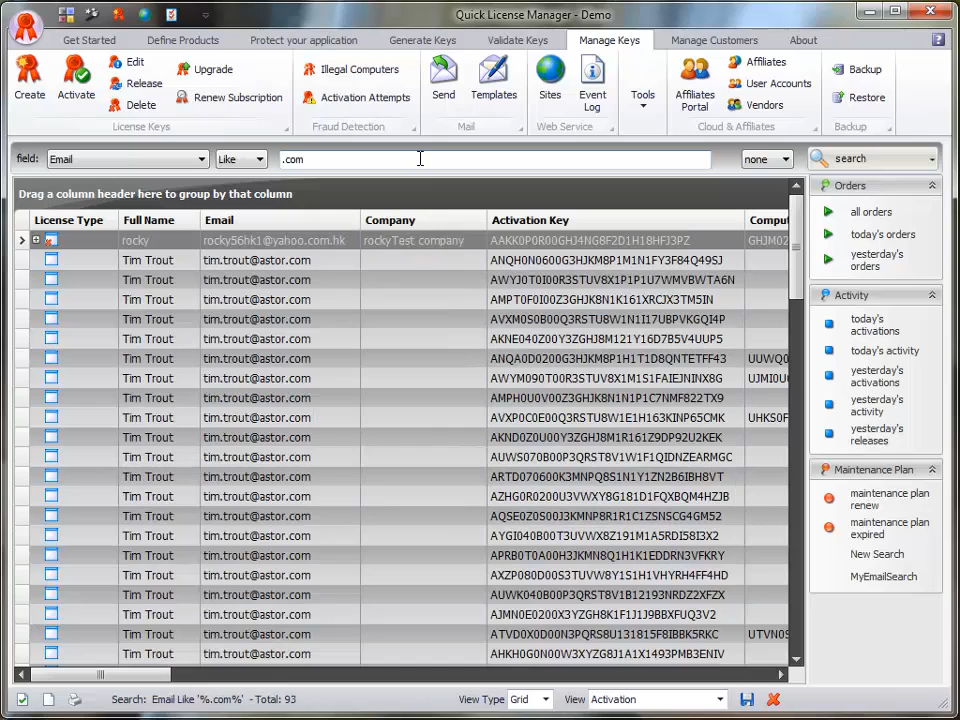 Quick License Manager - Demo
Get Started Define Products Protect your application Generate Keys Validate Keys Manage Keys Manage Customers About
Create Activate Edit Release Delete Upgrade Renew Subscription
License Keys
Illegal Computers
Activation Attempts
Fraud Detection
Send Templates
Mail
Sites Event Log
Web Service
Tools
Affiliates Portal
Affiliates
User Accounts
Vendors
Cloud & Affiliates
Backup
Restore
Backup
field: Email Like .com none search
Drag a column header here to group by that column
License Type Full Name Email Company Activation Key Comput
rocky rocky56hk1@yahoo.com.hk rockyTest company AAKK0P0R00GHJ4NG8F2D1H18HFJ3PZ GHJM02
Tim Trout tim.trout@astor.com ANQH0N0600G3HJKM8P1M1N1FY3F84Q49SJ
Tim Trout tim.trout@astor.com AWYJ0T0I00R3STUV8X1P1P1U7WMVBWTA6N
Tim Trout tim.trout@astor.com AMPT0F0I00Z3GHJK8N1K161XRCJX3TM5IN
Tim Trout tim.trout@astor.com AVXM0S0B00Q3RSTU8W1N1I17UBPVKGQI4P
Tim Trout tim.trout@astor.com AKNE040Z00Y3ZGHJ8M121Y16D7B5V4UUP5
Tim Trout tim.trout@astor.com ANQA0D0200G3HJKM8P1H1T1D8QNTETFF43 UUWQ0
Tim Trout tim.trout@astor.com AWYM090T00R3STUV8X1M1S1FAIEJNINX8G UJMI0U
Tim Trout tim.trout@astor.com AMPH0U0V00Z3GHJK8N1N1P1C7NMF822TX9
Tim Trout tim.trout@astor.com AVXP0C0E00Q3RSTU8W1E1H163KINP65CMK UHKS0F
Tim Trout tim.trout@astor.com AKND0Z0U00Y3ZGHJ8M1R161Z9DP92U2KEK
Tim Trout tim.trout@astor.com AUWS070B00P3QRST8V1W1F1QIDNZEARMGC
Tim Trout tim.trout@astor.com ARTD070600K3MNPQ8S1N1Y1ZN2B6IBH8VT
Tim Trout tim.trout@astor.com AZHG0R0200U3VWXY8G181D1FQXBQM4HZJB
Tim Trout tim.trout@astor.com AQSE0Z0S00J3KMNP8R1R1C1ZSNSCG4GM52
Tim Trout tim.trout@astor.com AYGI040B00T3UVWX8Z191M1A5RDI58I3X2
Tim Trout tim.trout@astor.com APRB0T0A00H3JKMN8Q1H1K1EDDRN3VFKRY
Tim Trout tim.trout@astor.com AXZP080D00S3TUVW8Y1S1H1VHYRH4FF4HD
Tim Trout tim.trout@astor.com AUWK040B00P3QRST8V1B12193NRDZ2XFZX
Tim Trout tim.trout@astor.com AJMN0E0200X3YZGH8K1F1J1J9BBXFUQ3V2
Tim Trout tim.trout@astor.com ATVD0X0D00N3PQRS8U131815F8IBBK5RKC UTVN0S
Tim Trout tim.trout@astor.com AHKH0G0N00W3XYZG8J1A1X1493PMB3ENIV
Orders
all orders
today's orders
yesterday's
orders
Activity
today's
activations
today's activity
yesterday's
activations
yesterday's
activity
yesterday's
releases
Maintenance Plan
maintenance plan
renew
maintenance plan
expired
New Search
MyEmailSearch
Search: Email Like '%.com%' - Total: 93 View Type Grid View Activation